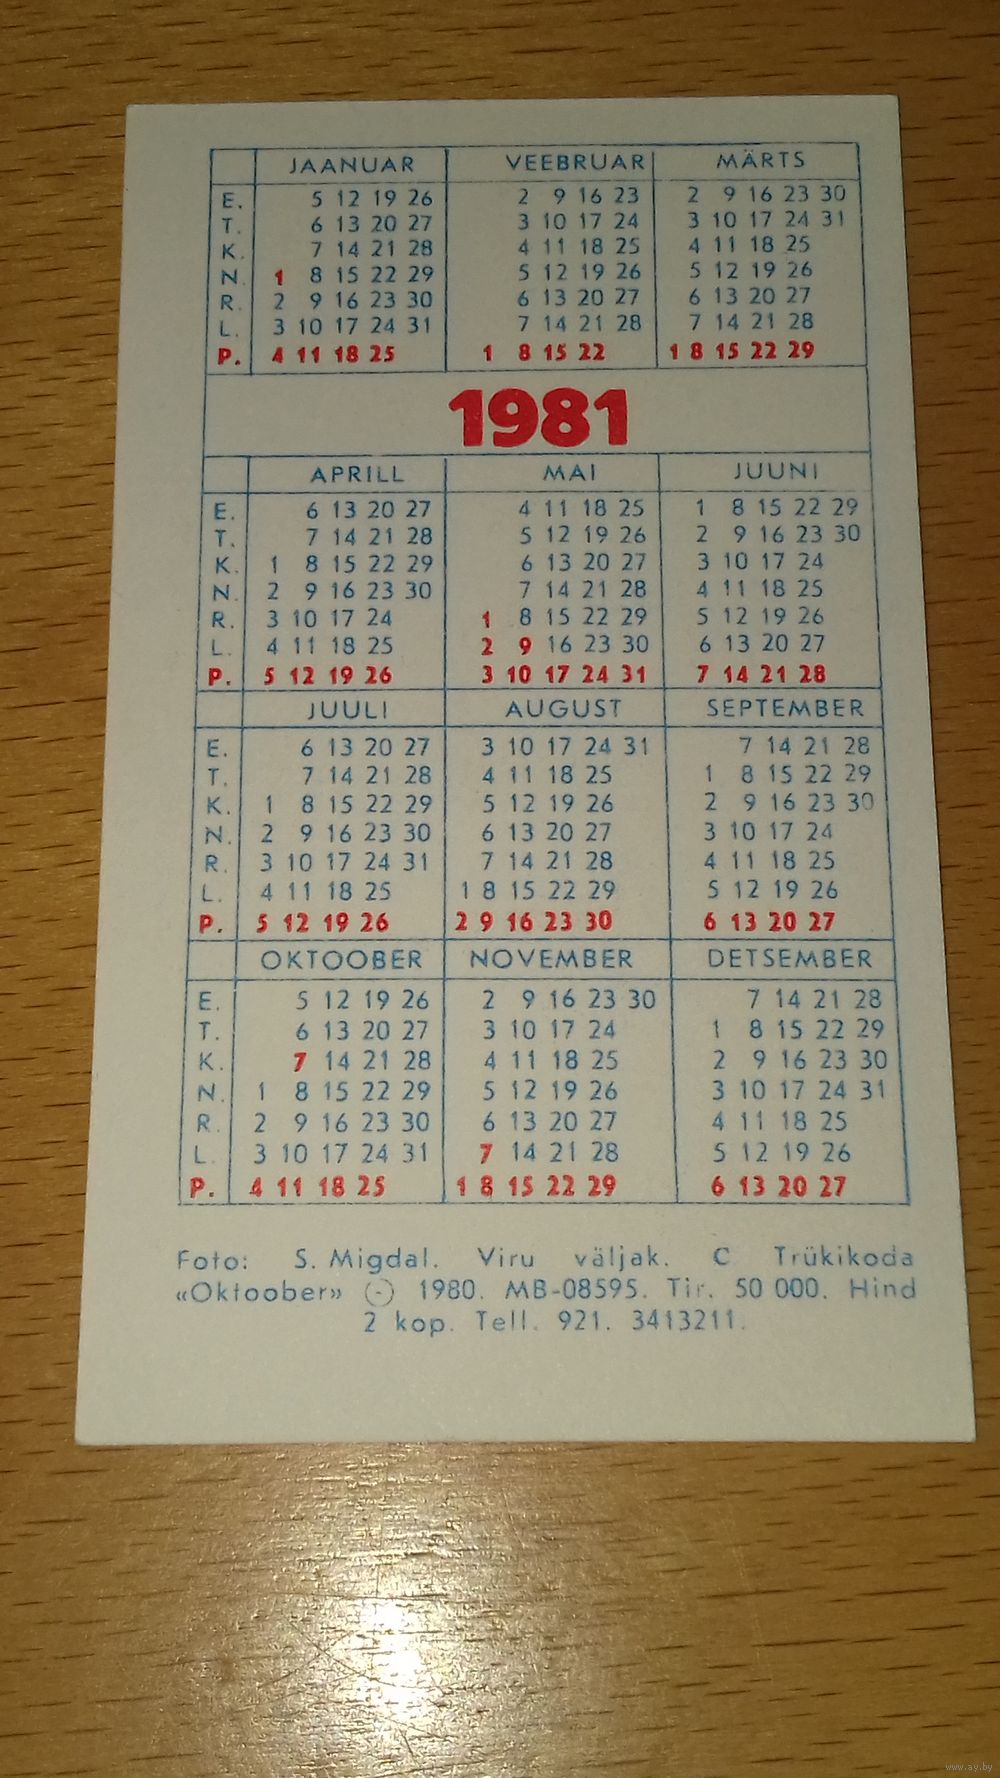 JAANUAR VEEBRUAR MÄRTS
E. 5 12 19 26 2 9 16 23 2 9 16 23 30
T. 6 13 20 27 3 10 17 24 3 10 17 24 31
K. 7 14 21 28 4 11 18 25 4 11 18 25
N. 1 8 15 22 29 5 12 19 26 5 12 19 26
R. 2 9 16 23 30 6 13 20 27 6 13 20 27
L. 3 10 17 24 31 7 14 21 28 7 14 21 28
P. 4 11 18 25 1 8 15 22 1 8 15 22 29
1981
APRILL MAI JUUNI
E. 6 13 20 27 4 11 18 25 1 8 15 22 29
T. 7 14 21 28 5 12 19 26 2 9 16 23 30
K. 1 8 15 22 29 6 13 20 27 3 10 17 24
N. 2 9 16 23 30 7 14 21 28 4 11 18 25
R. 3 10 17 24 1 8 15 22 29 5 12 19 26
L. 4 11 18 25 2 9 16 23 30 6 13 20 27
P. 5 12 19 26 3 10 17 24 31 7 14 21 28
JUULI AUGUST SEPTEMBER
E. 6 13 20 27 3 10 17 24 31 7 14 21 28
T. 7 14 21 28 4 11 18 25 1 8 15 22 29
K. 1 8 15 22 29 5 12 19 26 2 9 16 23 30
N. 2 9 16 23 30 6 13 20 27 3 10 17 24
R. 3 10 17 24 31 7 14 21 28 4 11 18 25
L. 4 11 18 25 1 8 15 22 29 5 12 19 26
P. 5 12 19 26 2 9 16 23 30 6 13 20 27
OKTOOBER NOVEMBER DETSEMBER
E. 5 12 19 26 2 9 16 23 30 7 14 21 28
T. 6 13 20 27 3 10 17 24 1 8 15 22 29
K. 7 14 21 28 4 11 18 25 2 9 16 23 30
N. 1 8 15 22 29 5 12 19 26 3 10 17 24 31
R. 2 9 16 23 30 6 13 20 27 4 11 18 25
L. 3 10 17 24 31 7 14 21 28 5 12 19 26
P. 4 11 18 25 1 8 15 22 29 6 13 20 27
Foto: S. Migdal. Viru väljak. C Trükikoda
«Oktoober» (-) 1980. MB-08595. Tir. 50 000. Hind
2 kop. Tell. 921. 3413211.
www.ay.by